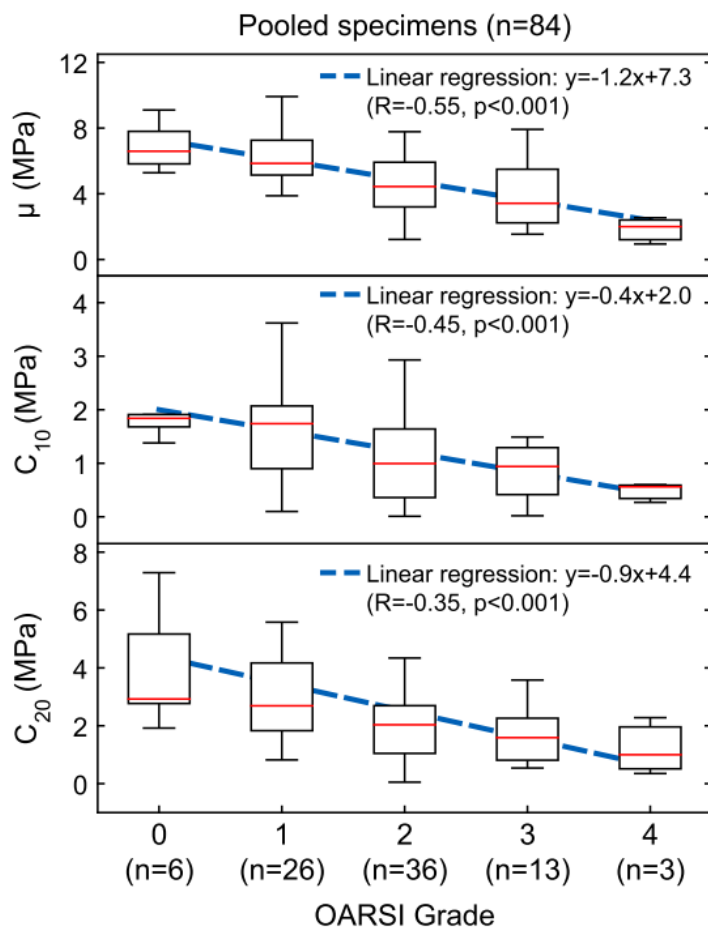 Pooled specimens (n=84)
12
8
4
0
μ (MPa)
Linear regression: y=-1.2x+7.3
(R=-0.55, p<0.001)
4
3
2
1
0
C10 (MPa)
Linear regression: y=-0.4x+2.0
(R=-0.45, p<0.001)
8
6
4
2
0
C20 (MPa)
Linear regression: y=-0.9x+4.4
(R=-0.35, p<0.001)
0 1 2 3 4
(n=6) (n=26) (n=36) (n=13) (n=3)
OARSI Grade